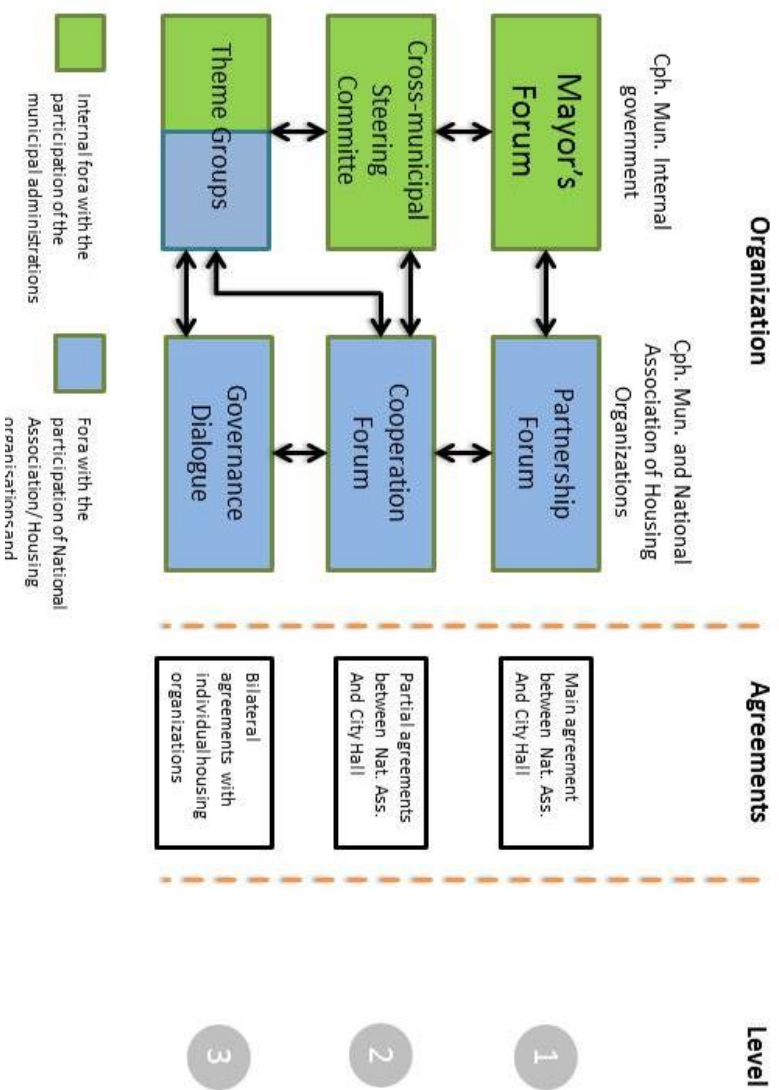 Organization
Agreements
Level
Cph. Mun. Internal
government
Cph. Mun. and National
Association of Housing
Organizations
Mayor's
Forum
Partnership
Forum
Main agreement
between Nat. Ass.
And City Hall
1
Cross-municipal
Steering
Committe
Cooperation
Forum
Partial agreements
between Nat. Ass.
And City Hall
2
Theme Groups
Governance
Dialogue
Bilateral
agreements with
individual housing
organizations
3
Internal fora with the
participation of the
municipal administrations
Fora with the
participation of National
Association/ Housing
organisations and